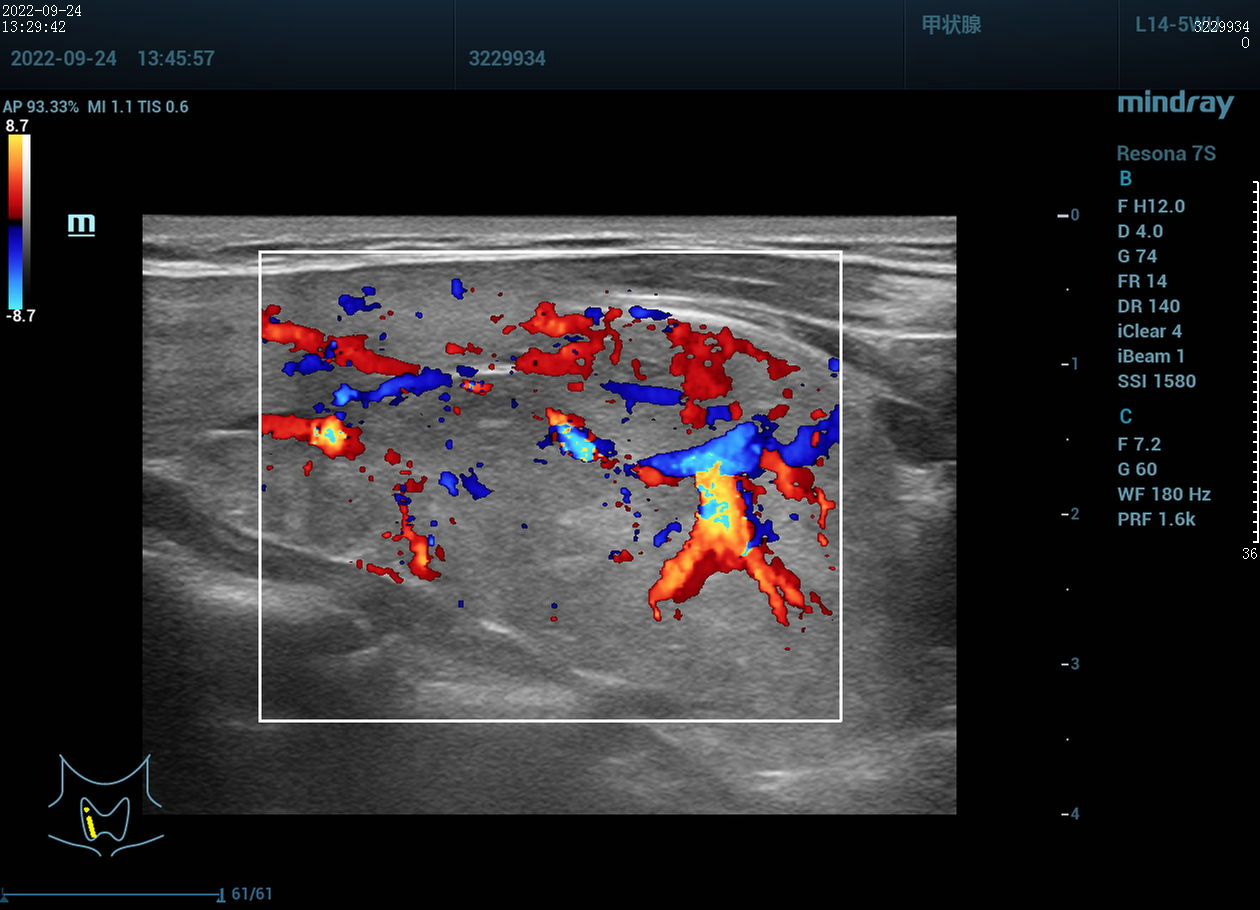 2022-09-24
13:29:42
2022-09-24 13:45:57
3229934
甲状腺
3229934
0
AP 93.33% MI 1.1 TIS 0.6
8.7
-8.7
m
mindray
Resona 7S
B
F H12.0
D 4.0
G 74
FR 14
DR 140
iClear 4
iBeam 1
SSI 1580
C
F 7.2
G 60
WF 180 Hz
PRF 1.6k
0
1
2
3
4
36
61/61